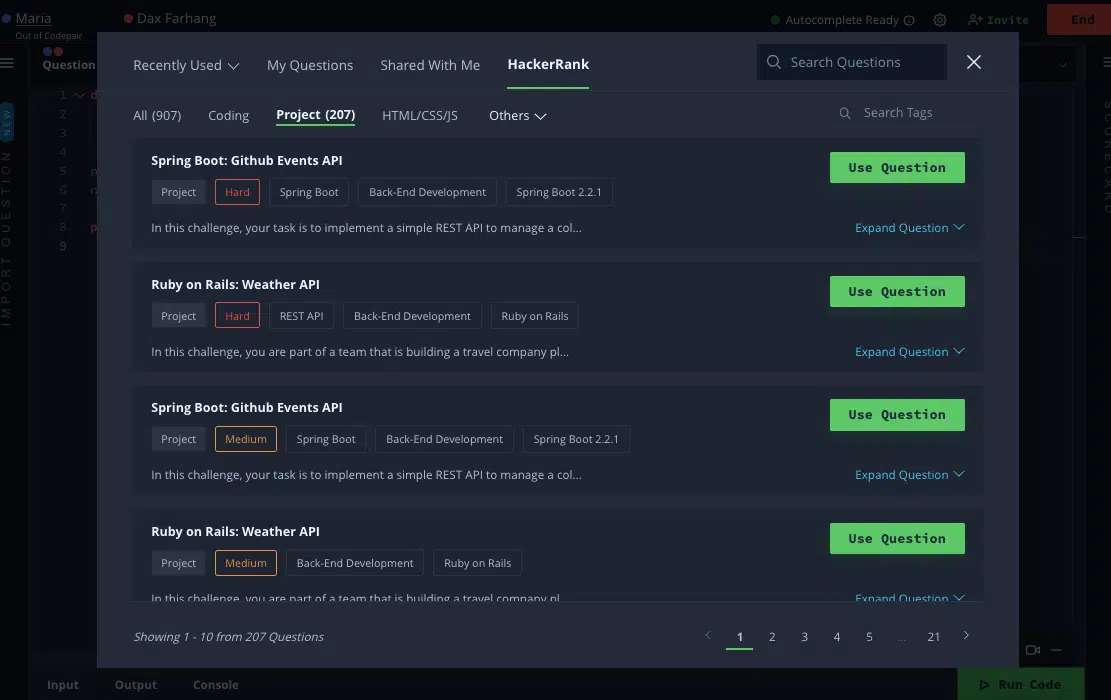 Maria
Dax Farhang
Autocomplete Ready
Invite
End
Out of Codepair
Question
Recently Used
My Questions
Shared With Me
HackerRank
Search Questions
All (907)
Coding
Project (207)
HTML/CSS/JS
Others
Search Tags
Spring Boot: Github Events API
Use Question
Project
Hard
Spring Boot
Back-End Development
Spring Boot 2.2.1
In this challenge, your task is to implement a simple REST API to manage a col...
Expand Question
Ruby on Rails: Weather API
Use Question
Project
Hard
REST API
Back-End Development
Ruby on Rails
In this challenge, you are part of a team that is building a travel company pl...
Expand Question
Spring Boot: Github Events API
Use Question
Project
Medium
Spring Boot
Back-End Development
Spring Boot 2.2.1
In this challenge, your task is to implement a simple REST API to manage a col...
Expand Question
Ruby on Rails: Weather API
Use Question
Project
Medium
Back-End Development
Ruby on Rails
In this challenge, you are part of a team that is building a travel company pl
Expand Question
Showing 1 - 10 from 207 Questions
1 2 3 4 5 ... 21
NEW
IMPORT QUESTION
1 d
2
3
4
5
6
7
8 p
9
SCORECARD
Input
Output
Console
Run Code